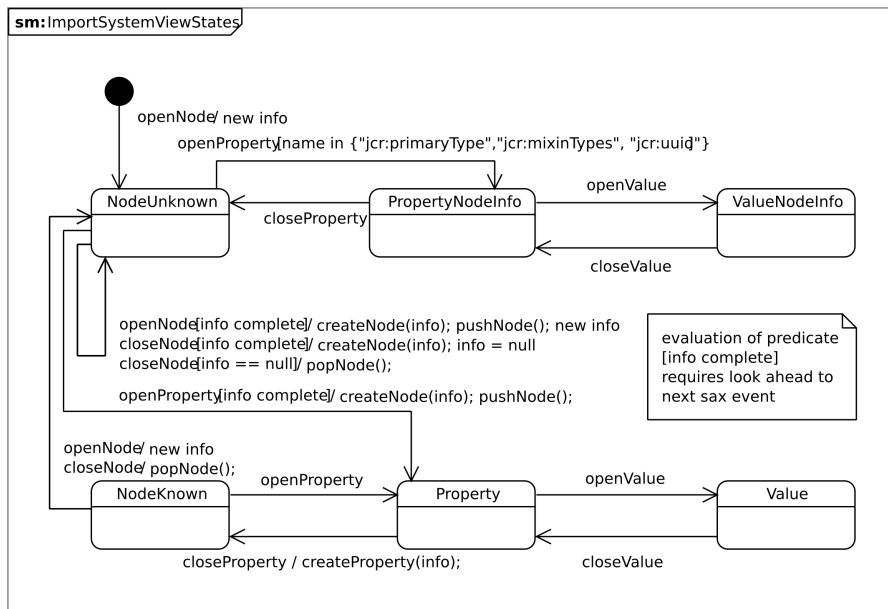 sm: ImportSystemViewStates
openNode/ new info
openProperty[name in {"jcr:primaryType","jcr:mixinTypes", "jcr:uuid]"}
NodeUnknown
PropertyNodeInfo
openValue
ValueNodeInfo
closeProperty
closeValue
openNode[info complete]/ createNode(info); pushNode(); new info
closeNode[info complete]/ createNode(info); info = null
closeNode[info == null]/ popNode();
evaluation of predicate
[info complete]
requires look ahead to
next sax event
openProperty[info complete]/ createNode(info); pushNode();
openNode/ new info
closeNode/ popNode();
NodeKnown
openProperty
Property
openValue
Value
closeProperty / createProperty(info);
closeValue